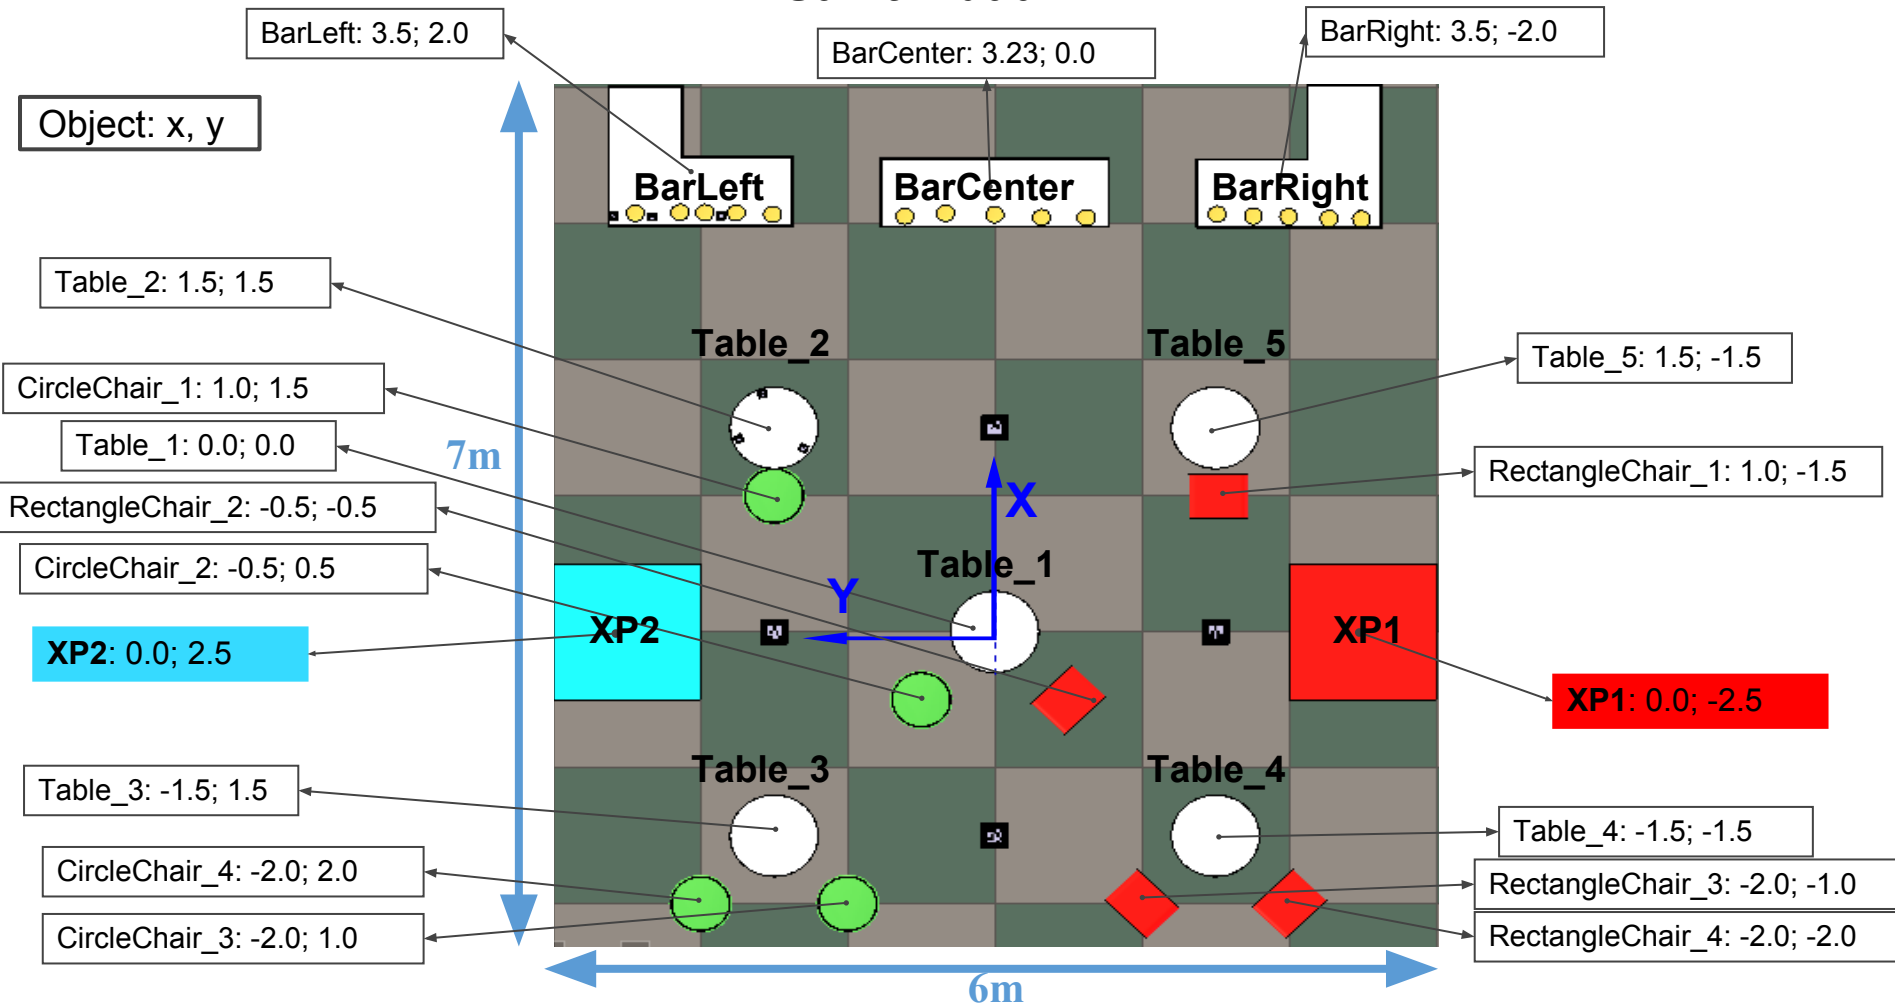 BarLeft: 3.5; 2.0
BarCenter: 3.23; 0.0
BarRight: 3.5; -2.0
Object: x, y
BarLeft
BarCenter
BarRight
Table_2: 1.5; 1.5
Table_2
Table_5
Table_5: 1.5; -1.5
CircleChair_1: 1.0; 1.5
Table_1: 0.0; 0.0
7m
RectangleChair_1: 1.0; -1.5
RectangleChair_2: -0.5; -0.5
X
CircleChair_2: -0.5; 0.5
Table_1
Y
XP2
XP1
XP2: 0.0; 2.5
XP1: 0.0; -2.5
Table_3
Table_4
Table_3: -1.5; 1.5
Table_4: -1.5; -1.5
CircleChair_4: -2.0; 2.0
RectangleChair_3: -2.0; -1.0
CircleChair_3: -2.0; 1.0
RectangleChair_4: -2.0; -2.0
6m